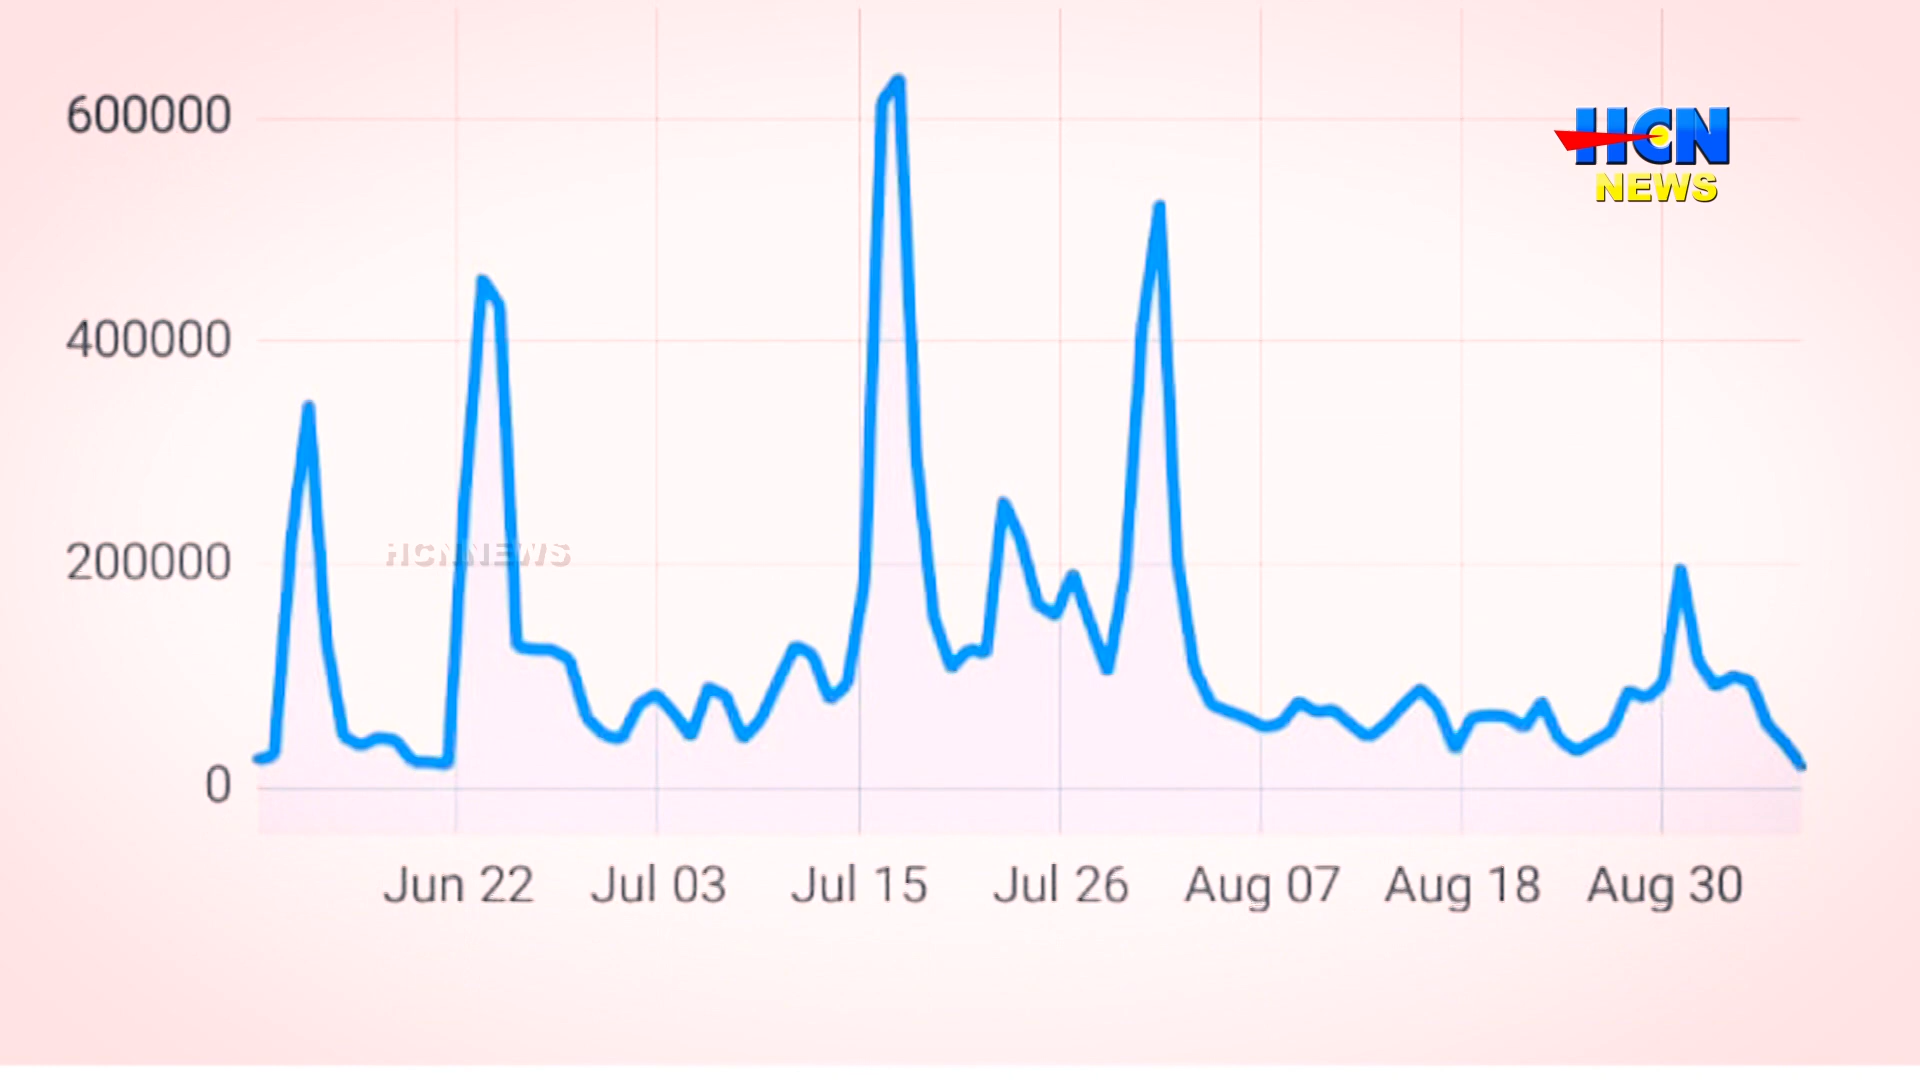 600000
400000
200000
0
HCN
NEWS
HCNNEWS
Jun 22 Jul 03 Jul 15 Jul 26 Aug 07 Aug 18 Aug 30